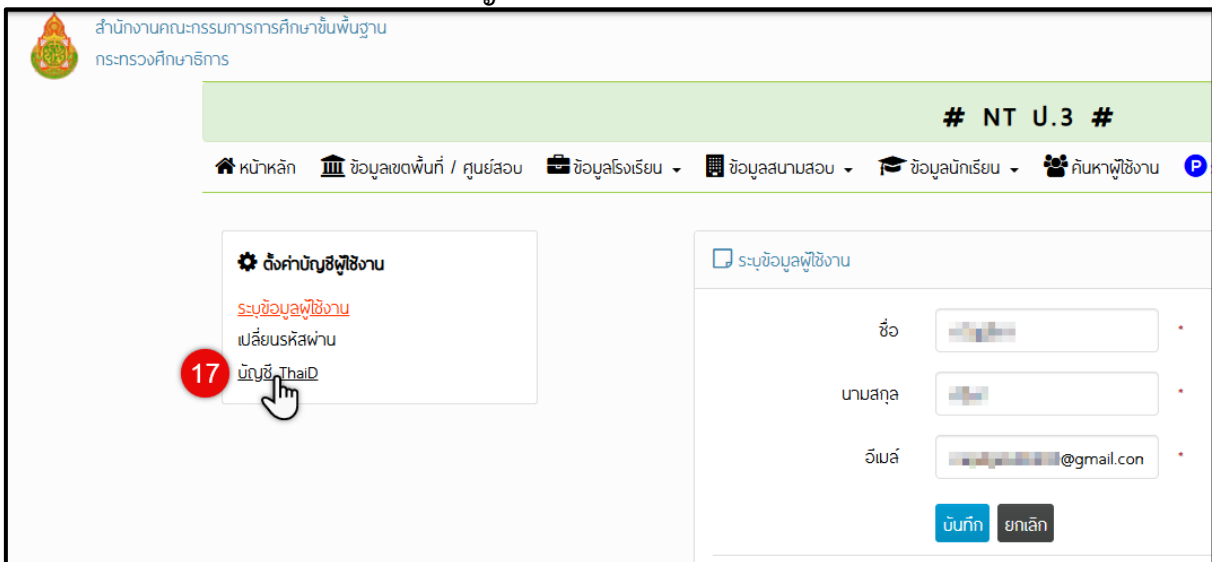 สำนักงานคณะกรรมการการศึกษาขั้นพื้นฐาน
กระทรวงศึกษาธิการ
# NT ป.3 #
หน้าหลัก ข้อมูลเขตพื้นที่ / ศูนย์สอบ ข้อมูลโรงเรียน ข้อมูลสนามสอบ ข้อมูลนักเรียน ค้นหาผู้ใช้งาน P
ตั้งค่าบัญชีผู้ใช้งาน
ระบุข้อมูลผู้ใช้งาน
เปลี่ยนรหัสผ่าน
17 บัญชี ThaiD
ระบุข้อมูลผู้ใช้งาน
ชื่อ *
นามสกุล *
อีเมล์ @gmail.con *
บันทึก ยกเลิก